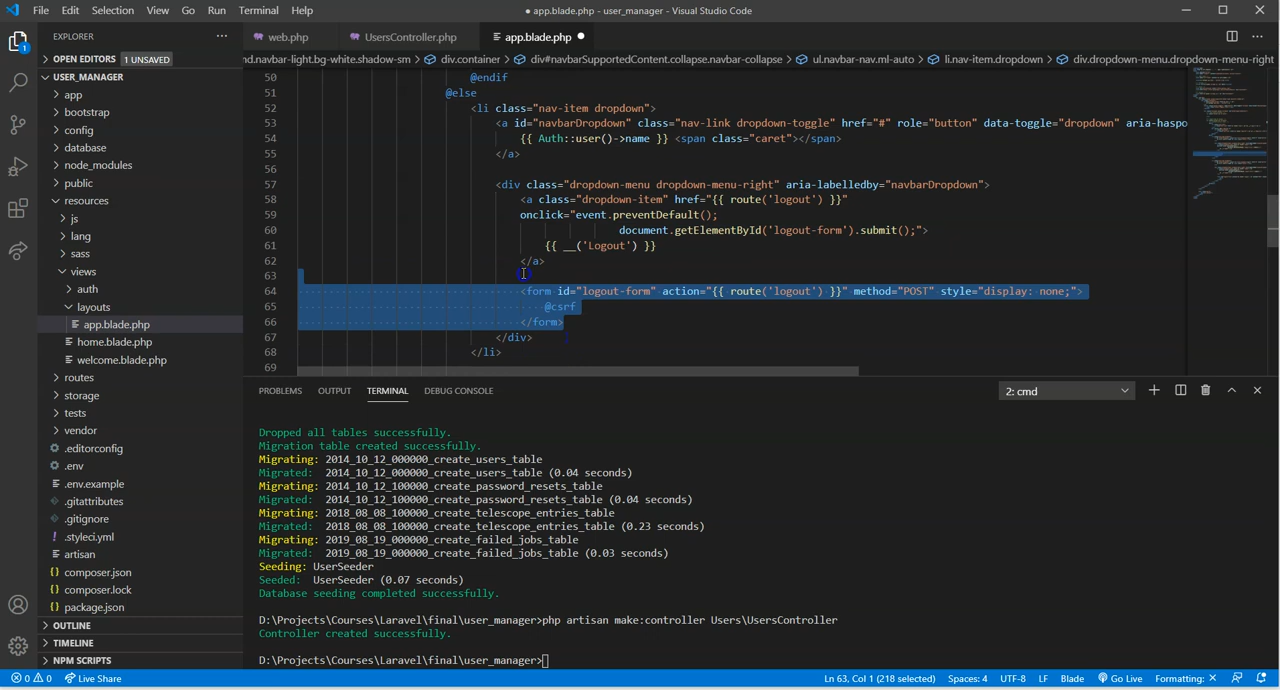 File Edit Selection View Go Run Terminal Help
● app.blade.php - user_manager - Visual Studio Code
EXPLORER
OPEN EDITORS 1 UNSAVED
USER_MANAGER
app
bootstrap
config
database
node_modules
public
resources
js
lang
sass
views
auth
layouts
app.blade.php
home.blade.php
welcome.blade.php
routes
storage
tests
vendor
.editorconfig
.env
.env.example
.gitattributes
.gitignore
.styleci.yml
artisan
composer.json
composer.lock
package.json
OUTLINE
TIMELINE
NPM SCRIPTS
1
web.php UsersController.php app.blade.php ●
nd.navbar-light.bg-white.shadow-sm > div.container > div#navbarSupportedContent.collapse.navbar-collapse > ul.navbar-nav.ml-auto > li.nav-item.dropdown > div.dropdown-menu.dropdown-menu-right
50 @endif
51 @else
52 <li class="nav-item dropdown">
53 <a id="navbarDropdown" class="nav-link dropdown-toggle" href="#" role="button" data-toggle="dropdown" aria-haspo
54 {{ Auth::user()->name }} <span class="caret"></span>
55 </a>
56
57 <div class="dropdown-menu dropdown-menu-right" aria-labelledby="navbarDropdown">
58 <a class="dropdown-item" href="{{ route('logout') }}"
59 onclick="event.preventDefault();
60 document.getElementById('logout-form').submit();">
61 {{ __('Logout') }}
62 </a>
63
64 <form id="logout-form" action="{{ route('logout') }}" method="POST" style="display: none;">
65 @csrf
66 </form>
67 </div>
68 </li>
69
PROBLEMS OUTPUT TERMINAL DEBUG CONSOLE 2: cmd
Dropped all tables successfully.
Migration table created successfully.
Migrating: 2014_10_12_000000_create_users_table
Migrated: 2014_10_12_000000_create_users_table (0.04 seconds)
Migrating: 2014_10_12_100000_create_password_resets_table
Migrated: 2014_10_12_100000_create_password_resets_table (0.04 seconds)
Migrating: 2018_08_08_100000_create_telescope_entries_table
Migrated: 2018_08_08_100000_create_telescope_entries_table (0.23 seconds)
Migrating: 2019_08_19_000000_create_failed_jobs_table
Migrated: 2019_08_19_000000_create_failed_jobs_table (0.03 seconds)
Seeding: UserSeeder
Seeded: UserSeeder (0.07 seconds)
Database seeding completed successfully.
D:\Projects\Courses\Laravel\final\user_manager>php artisan make:controller Users\UsersController
Controller created successfully.
D:\Projects\Courses\Laravel\final\user_manager>
0 0 Live Share Ln 63, Col 1 (218 selected) Spaces: 4 UTF-8 LF Blade Go Live Formatting: ✕